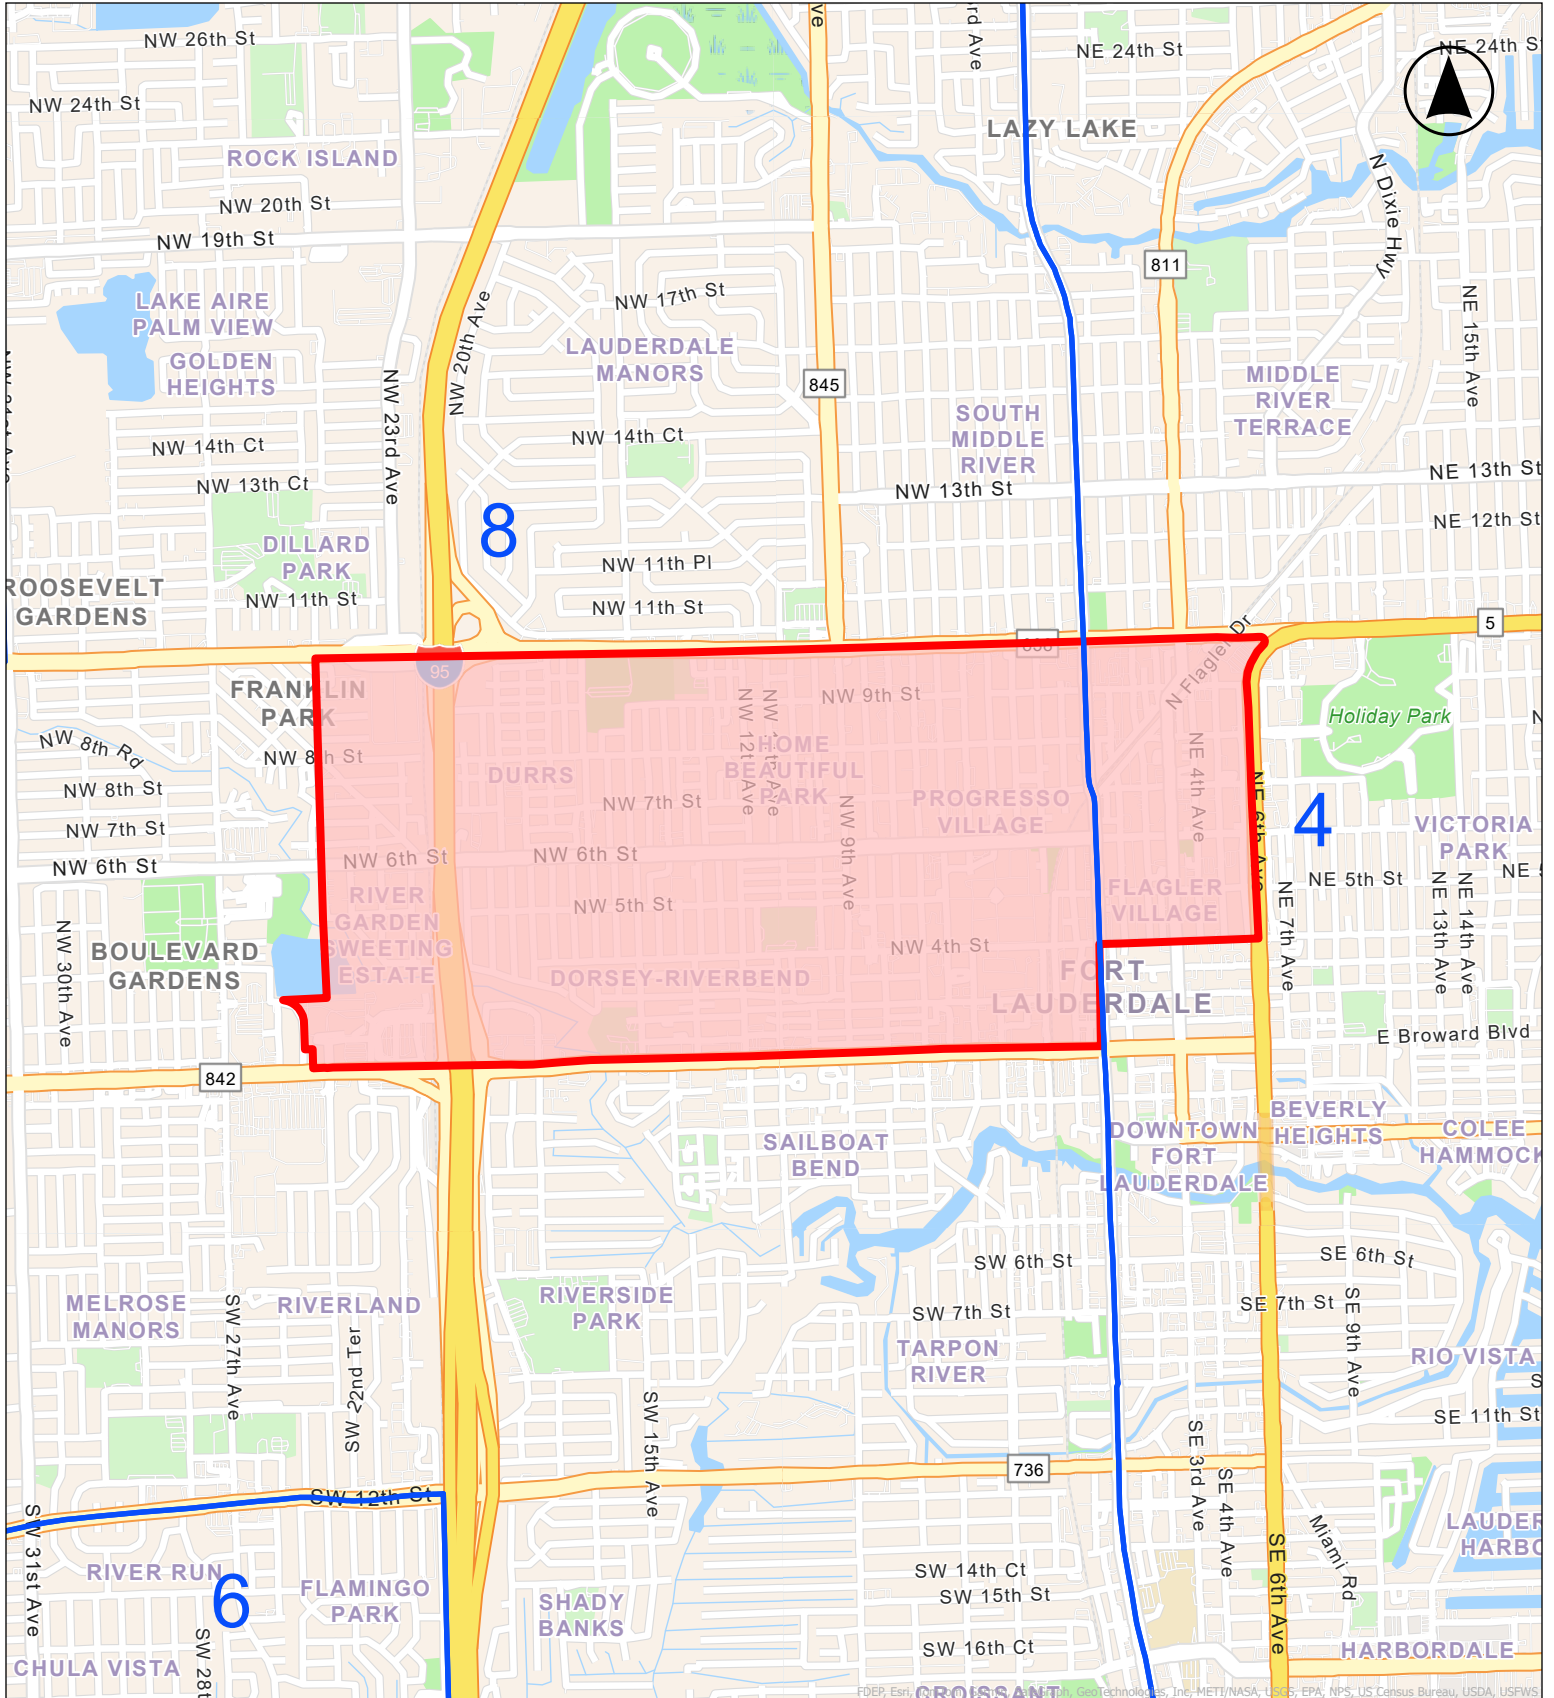 NW 26th St
rd Ave
NE 24th St
NE 24th S
NW 24th St
LAZY LAKE
ROCK ISLAND
N Dixie Hwy
NW 20th St
NW 19th St
811
LAKE AIRE
PALM VIEW
GOLDEN
HEIGHTS
NW 17th St
NW 20th Ave
NE 15th Ave
LAUDERDALE
MANORS
845
MIDDLE
RIVER
TERRACE
NW 23rd Ave
SOUTH
MIDDLE
RIVER
NW 14th Ct
NW 14th Ct
NW 13th Ct
NW 13th St
NE 13th St
NE 12th St
8
DILLARD
PARK
NW 11th Pl
ROOSEVELT
GARDENS
NW 11th St
NW 11th St
5
N Flagler Dr
95
FRANKLIN
PARK
NW 9th St
NW 12th Ave
Holiday Park
NW 8th Rd
NW 8th St
HOME
BEAUTIFUL
PARK
NE 4th Ave
NW 8th St
DURRS
NW 7th St
PROGRESSO
VILLAGE
NE 6th Ave
4
NW 7th St
NW 9th Ave
VICTORIA
PARK
NW 6th St
NW 6th St
NW 6th St
NE 5th St
RIVER
GARDEN
SWEETING
ESTATE
NW 5th St
FLAGLER
VILLAGE
NE 7th Ave
NE 13th Ave
NE 14th Ave
NW 30th Ave
BOULEVARD
GARDENS
NW 4th St
DORSEY-RIVERBEND
FORT
LAUDERDALE
E Broward Blvd
842
BEVERLY
HEIGHTS
SAILBOAT
BEND
DOWNTOWN
FORT
LAUDERDALE
COLEE
HAMMOCK
SW 6th St
SE 6th St
MELROSE
MANORS
SW 27th Ave
RIVERLAND
RIVERSIDE
PARK
SW 7th St
SE 7th St
SE 9th Ave
SW 22nd Ter
TARPON
RIVER
RIO VISTA
SW 15th Ave
SE 11th St
SE 3rd Ave
736
SE 4th Ave
SW 12th St
SW 31st Ave
Miami Rd
LAUDER
HARBO
SE 6th Ave
RIVER RUN
6
FLAMINGO
PARK
SHADY
BANKS
SW 14th Ct
SW 15th St
SW 28t
SW 16th Ct
HARBORDALE
CHULA VISTA
CROISSANT